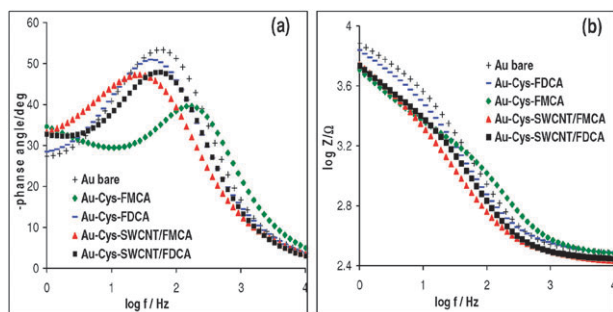 (a)
60
50
40
30
20
10
0
-phanse angle/deg
+ Au bare
Au-Cys-FMCA
Au-Cys-FDCA
Au-Cys-SWCNT/FMCA
Au-Cys-SWCNT/FDCA
0 1 2 3 4
log f / Hz
(b)
4
3.6
3.2
2.8
2.4
log Z/Ω
+ Au bare
Au-Cys-FDCA
Au-Cys-FMCA
Au-Cys-SWCNT/FMCA
Au-Cys-SWCNT/FDCA
0 1 2 3 4
log f / Hz